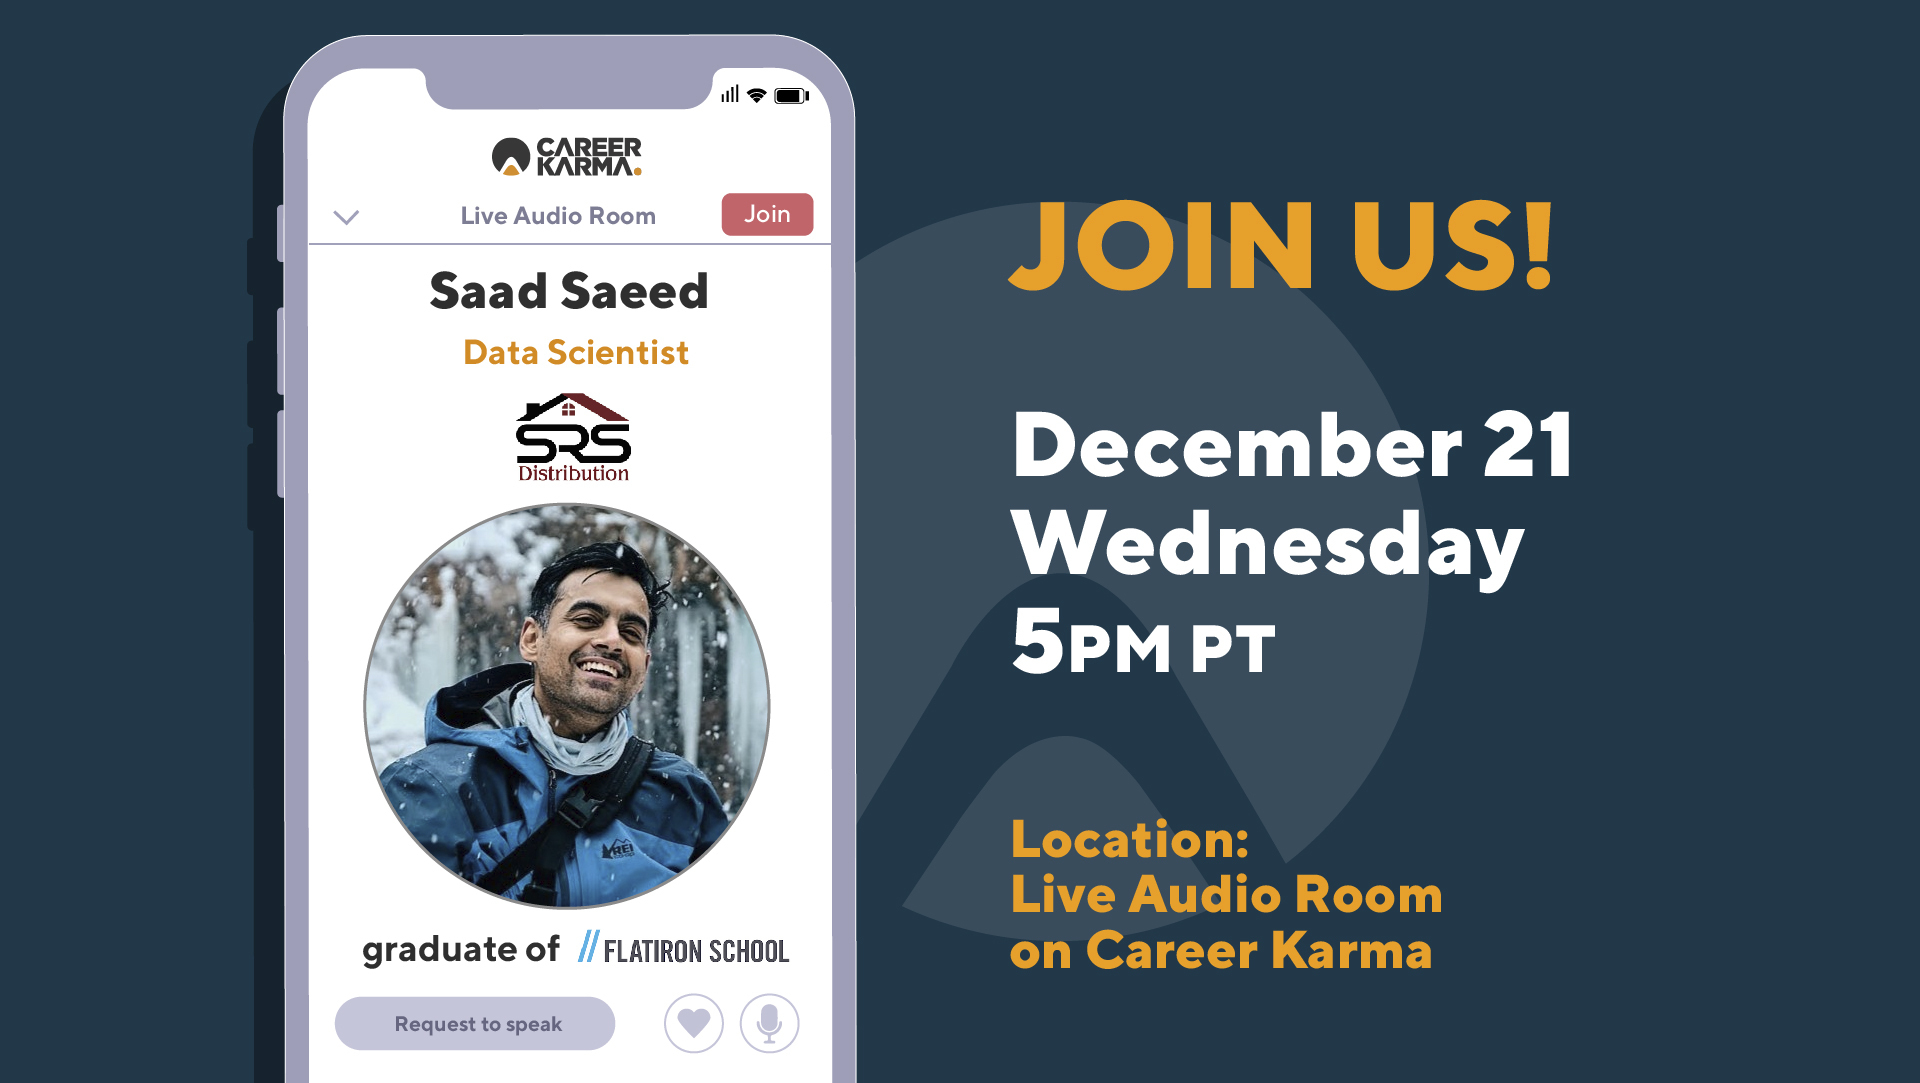 CAREER
KARMA.
Live Audio Room
Join
Saad Saeed
Data Scientist
SRS
Distribution
REI
graduate of // FLATIRON SCHOOL
Request to speak
JOIN US!
December 21
Wednesday
5PM PT
Location:
Live Audio Room
on Career Karma